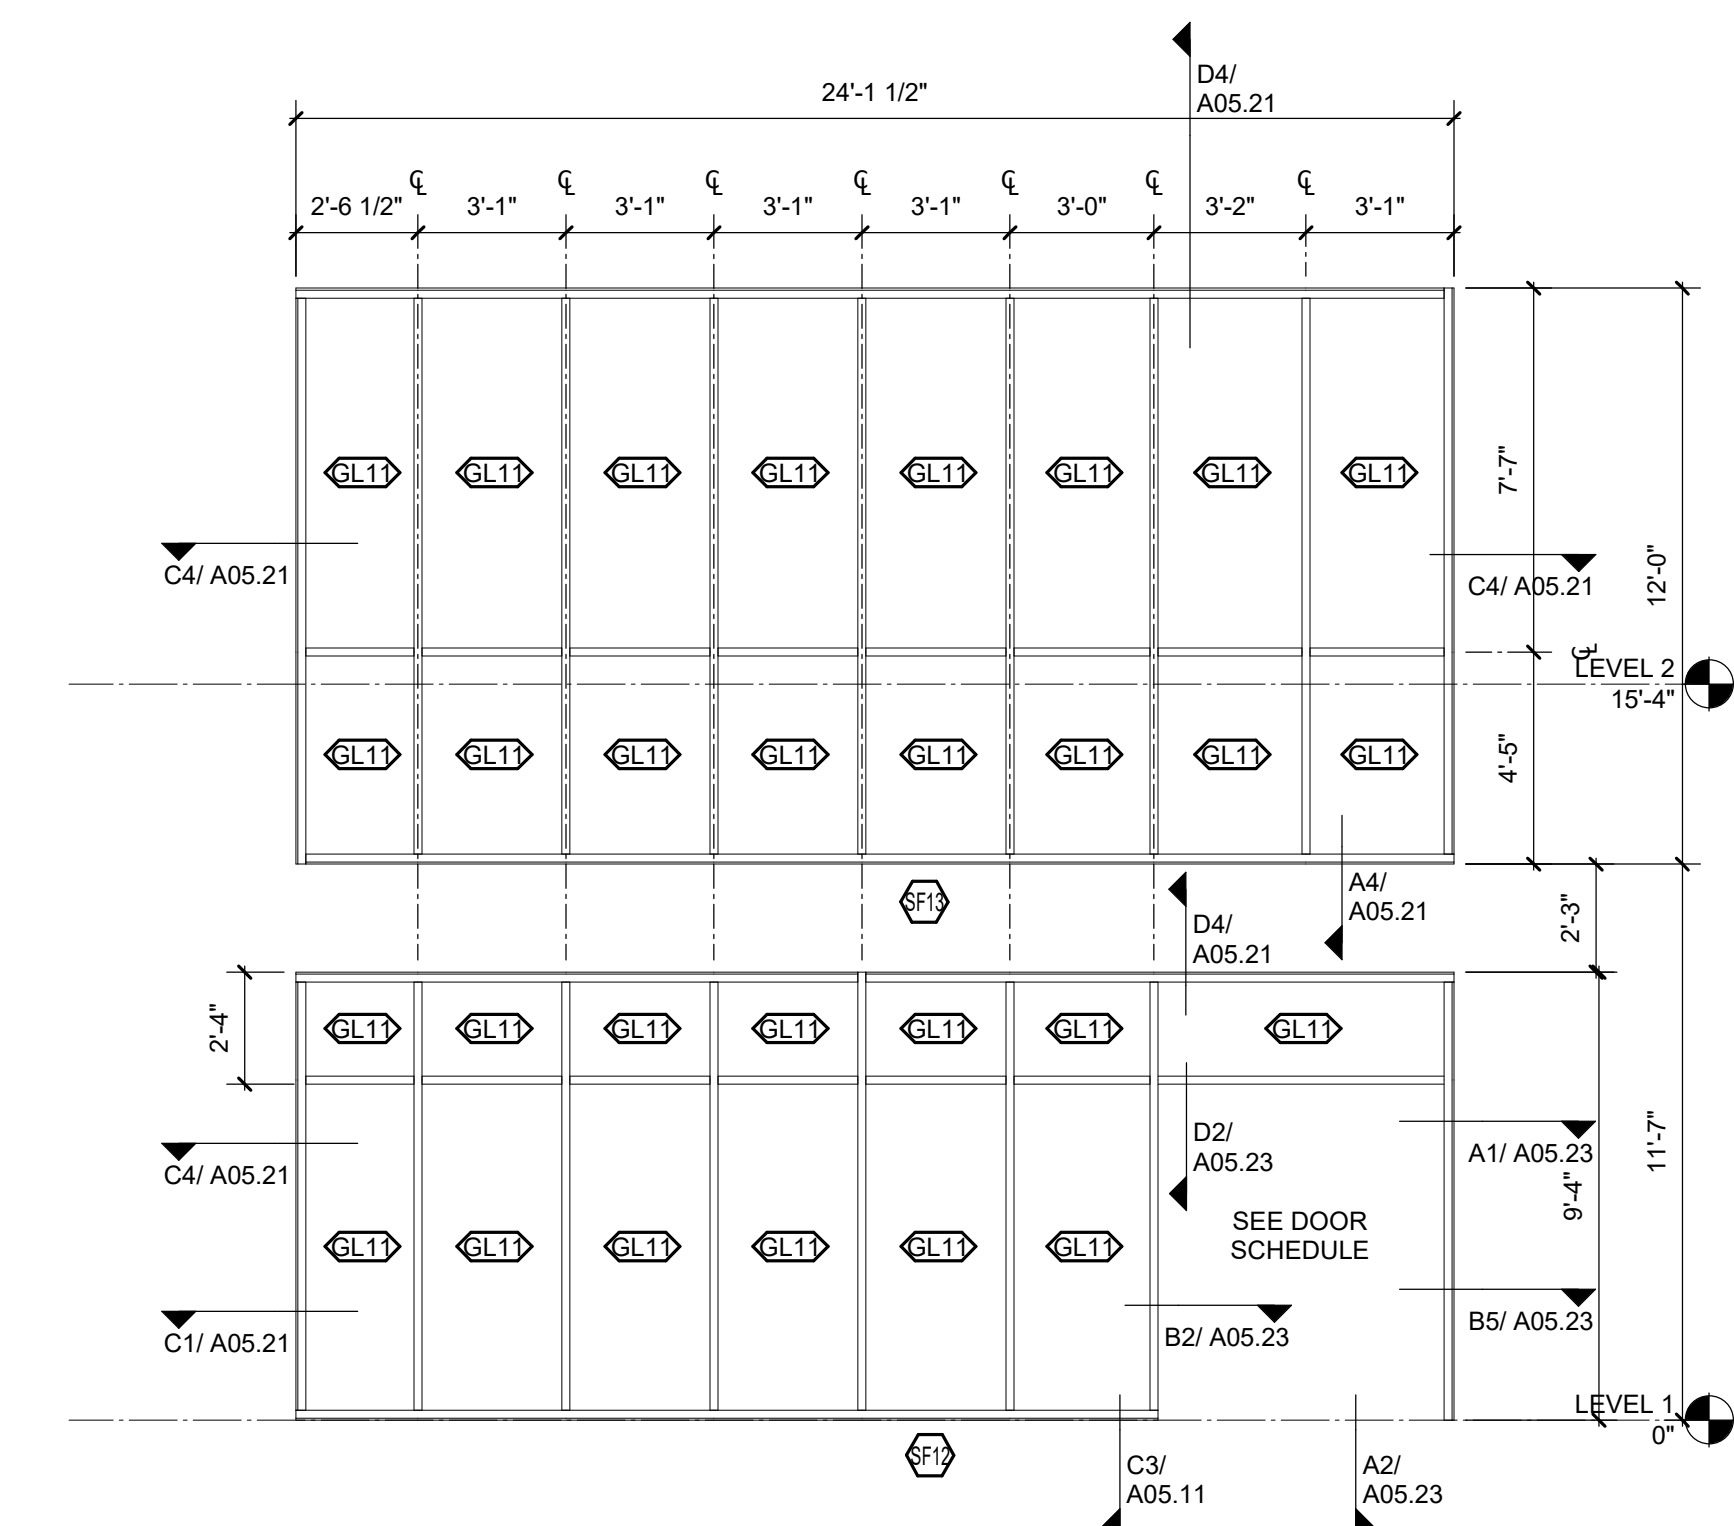 D4/
A05.21
24'-1 1/2"
℄ ℄ ℄ ℄ ℄ ℄ ℄
2'-6 1/2" 3'-1" 3'-1" 3'-1" 3'-1" 3'-0" 3'-2" 3'-1"
GL11 GL11 GL11 GL11 GL11 GL11 GL11 GL11
7'-7"
C4/ A05.21
C4/ A05.21
12'-0"
℄
LEVEL 2
15'-4"
GL11 GL11 GL11 GL11 GL11 GL11 GL11 GL11
4'-5"
SF13
A4/
A05.21
D4/
A05.21
2'-3"
2'-4"
GL11 GL11 GL11 GL11 GL11 GL11 GL11
D2/
A05.23
C4/ A05.21
A1/ A05.23
11'-7"
9'-4"
SEE DOOR
SCHEDULE
GL11 GL11 GL11 GL11 GL11 GL11
C1/ A05.21
B2/ A05.23
B5/ A05.23
LEVEL 1
0"
SF12
C3/
A05.11
A2/
A05.23